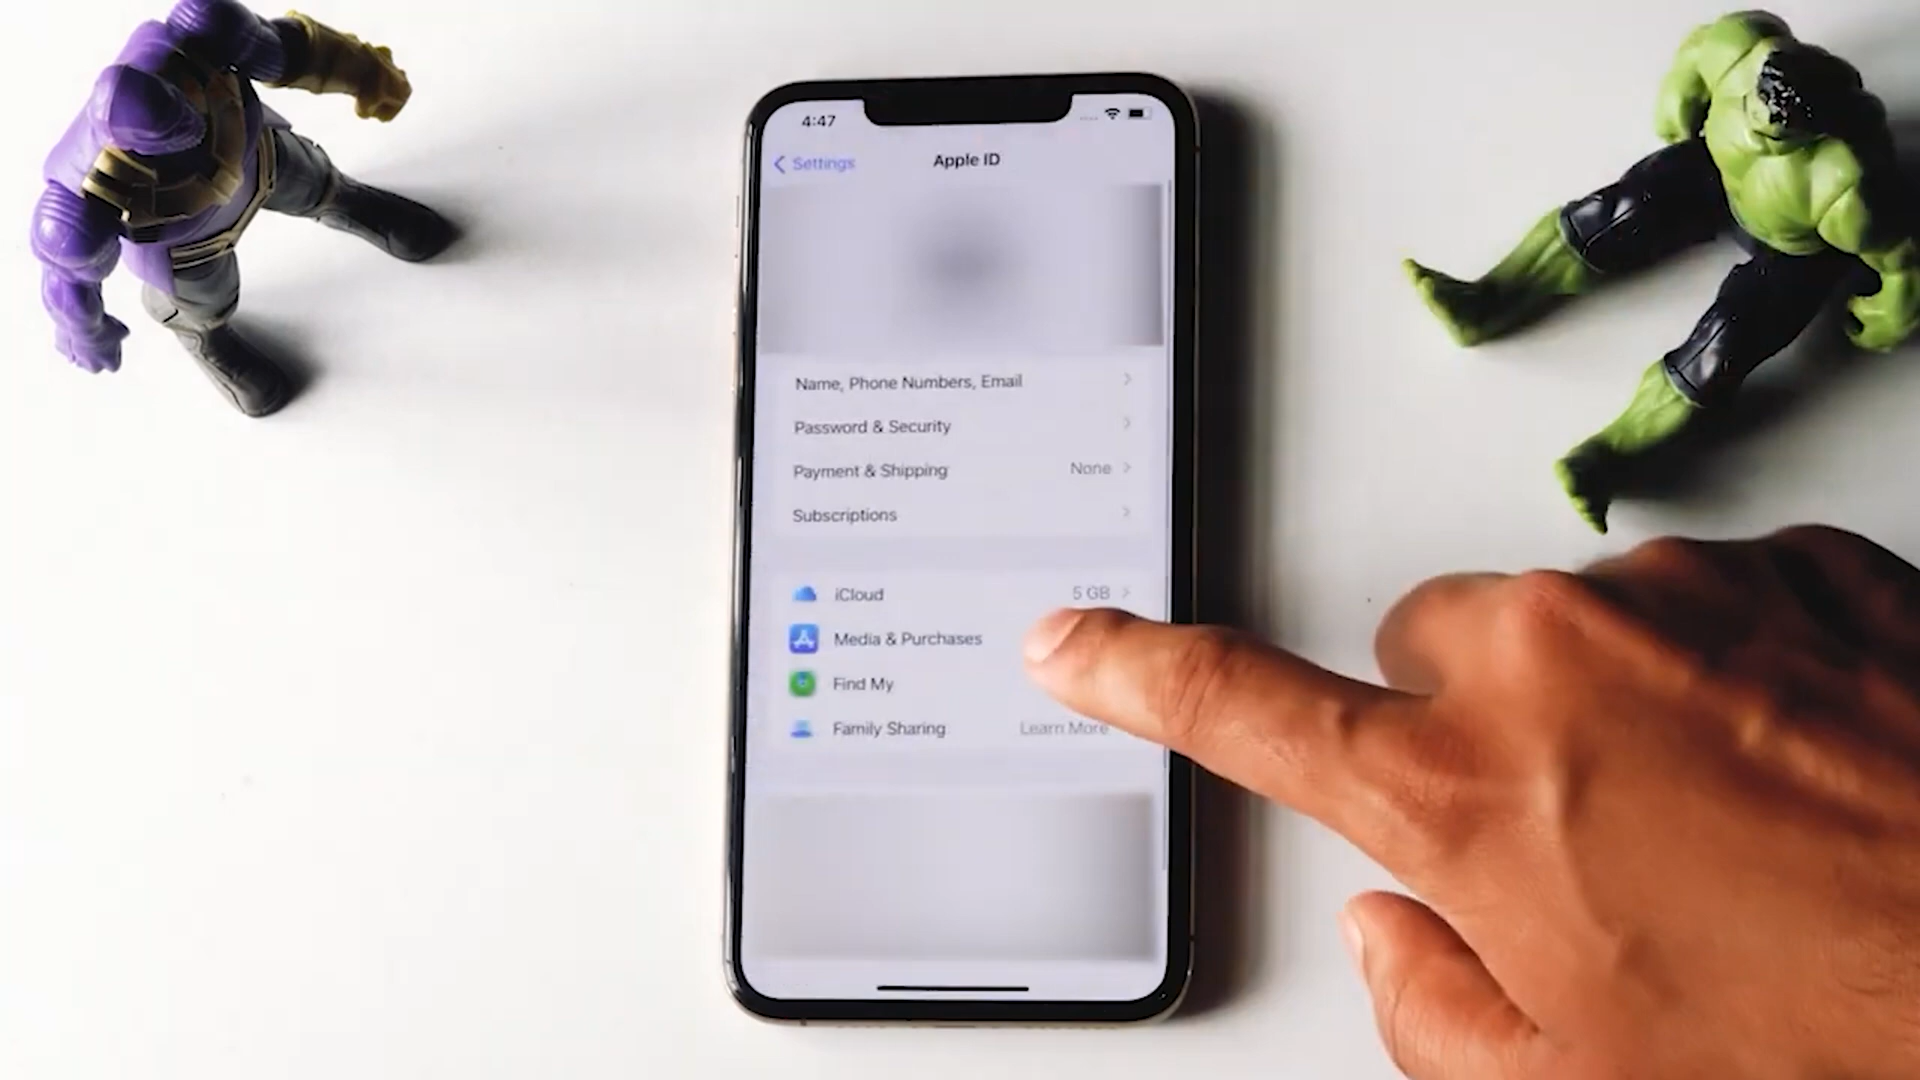 4:47
Settings
Apple ID
Name, Phone Numbers, Email
Password & Security
Payment & Shipping None
Subscriptions
iCloud 5 GB
Media & Purchases
Find My
Family Sharing Learn More